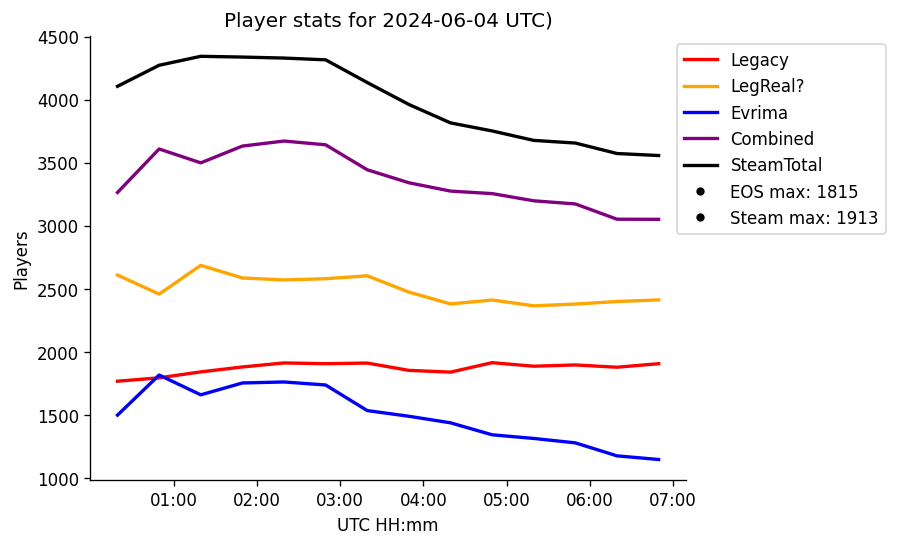 Player stats for 2024-06-04 UTC)
4500
4000
3500
3000
2500
2000
1500
1000
Players
01:00 02:00 03:00 04:00 05:00 06:00 07:00
UTC HH:mm
Legacy
LegReal?
Evrima
Combined
SteamTotal
EOS max: 1815
Steam max: 1913